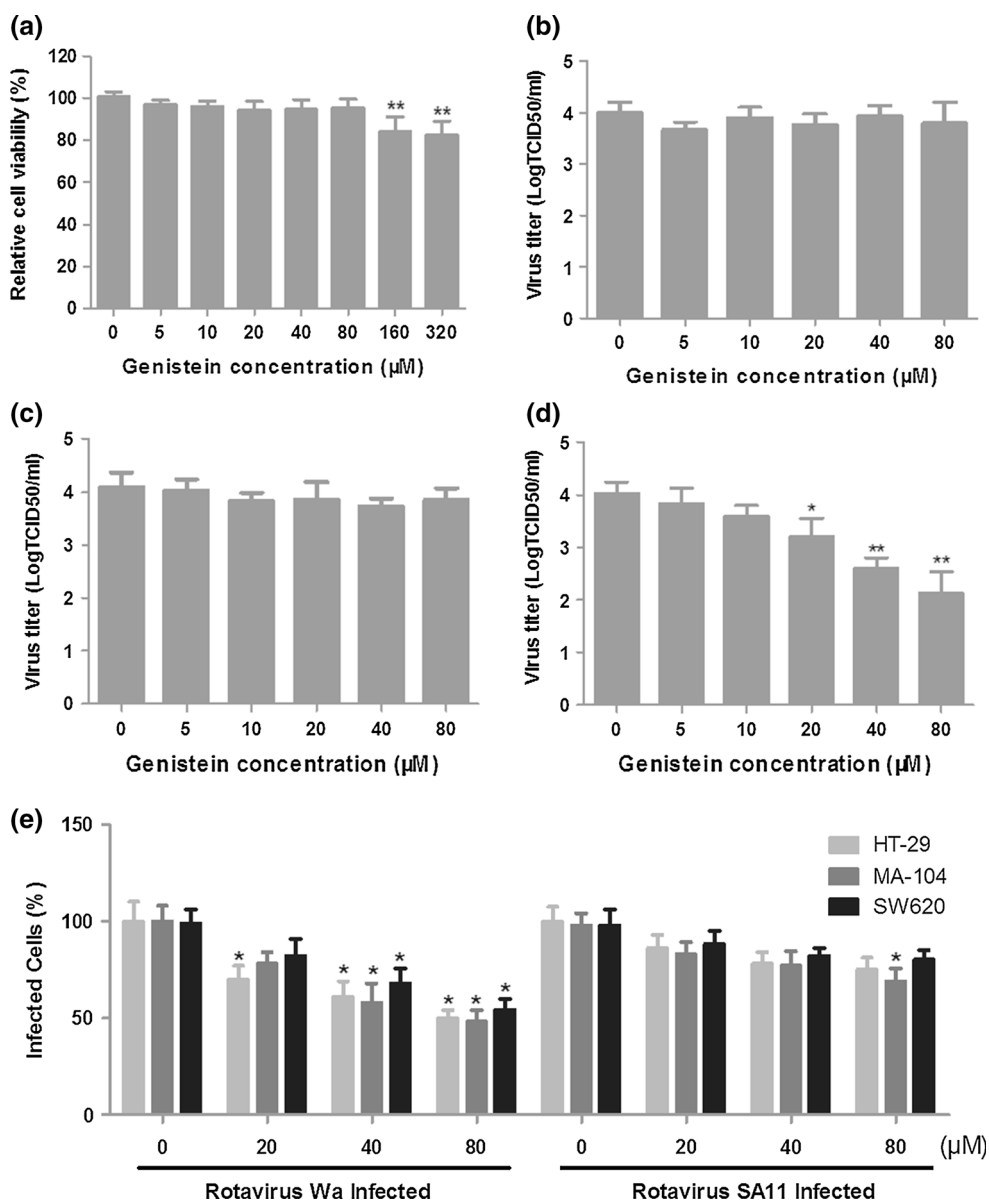 (a)
Relative cell viability (%)
120
100
80
60
40
20
0
** **
0 5 10 20 40 80 160 320
Genistein concentration (µM)
(b)
Virus titer (LogTCID50/ml)
5
4
3
2
1
0
0 5 10 20 40 80
Genistein concentration (µM)
(c)
Virus titer (LogTCID50/ml)
5
4
3
2
1
0
0 5 10 20 40 80
Genistein concentration (µM)
(d)
Virus titer (LogTCID50/ml)
5
4
3
2
1
0
* ** **
0 5 10 20 40 80
Genistein concentration (µM)
(e)
Infected Cells (%)
150
100
50
0
HT-29
MA-104
SW620
* * * * * * * *
0 20 40 80 0 20 40 80 (µM)
Rotavirus Wa Infected Rotavirus SA11 Infected